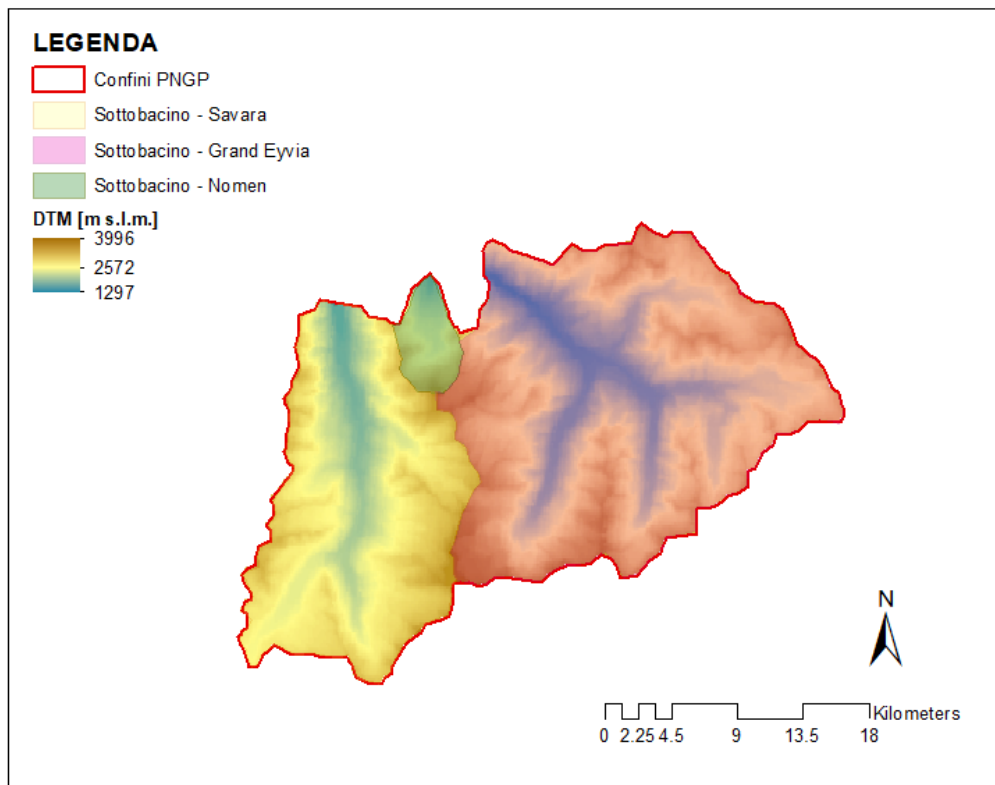 LEGENDA
Confini PNGP
Sottobacino - Savara
Sottobacino - Grand Eyvia
Sottobacino - Nomen
DTM [m s.l.m.]
3996
2572
1297
N
Kilometers
0 2.25 4.5 9 13.5 18